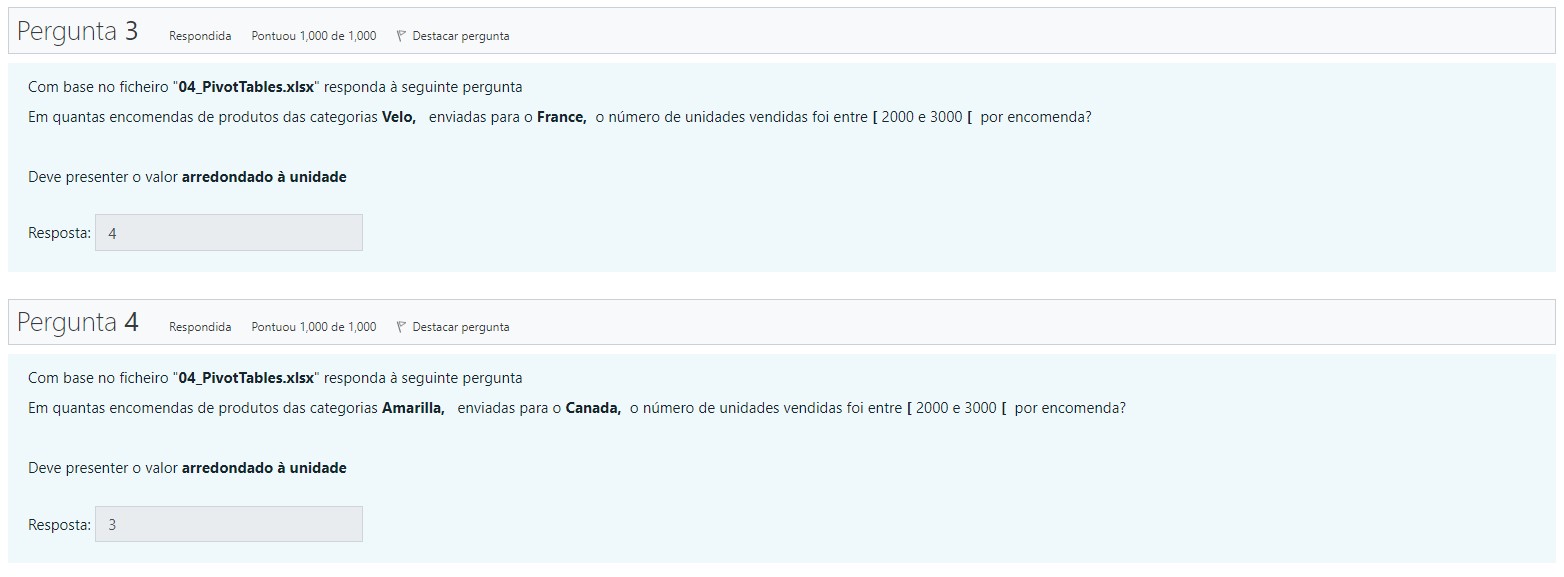 Pergunta 3 Respondida Pontuou 1,000 de 1,000 Destacar pergunta
Com base no ficheiro "04_PivotTables.xlsx" responda à seguinte pergunta
Em quantas encomendas de produtos das categorias Velo, enviadas para o France, o número de unidades vendidas foi entre [ 2000 e 3000 [ por encomenda?
Deve presenter o valor arredondado à unidade
Resposta: 4
Pergunta 4 Respondida Pontuou 1,000 de 1,000 Destacar pergunta
Com base no ficheiro "04_PivotTables.xlsx" responda à seguinte pergunta
Em quantas encomendas de produtos das categorias Amarilla, enviadas para o Canada, o número de unidades vendidas foi entre [ 2000 e 3000 [ por encomenda?
Deve presenter o valor arredondado à unidade
Resposta: 3